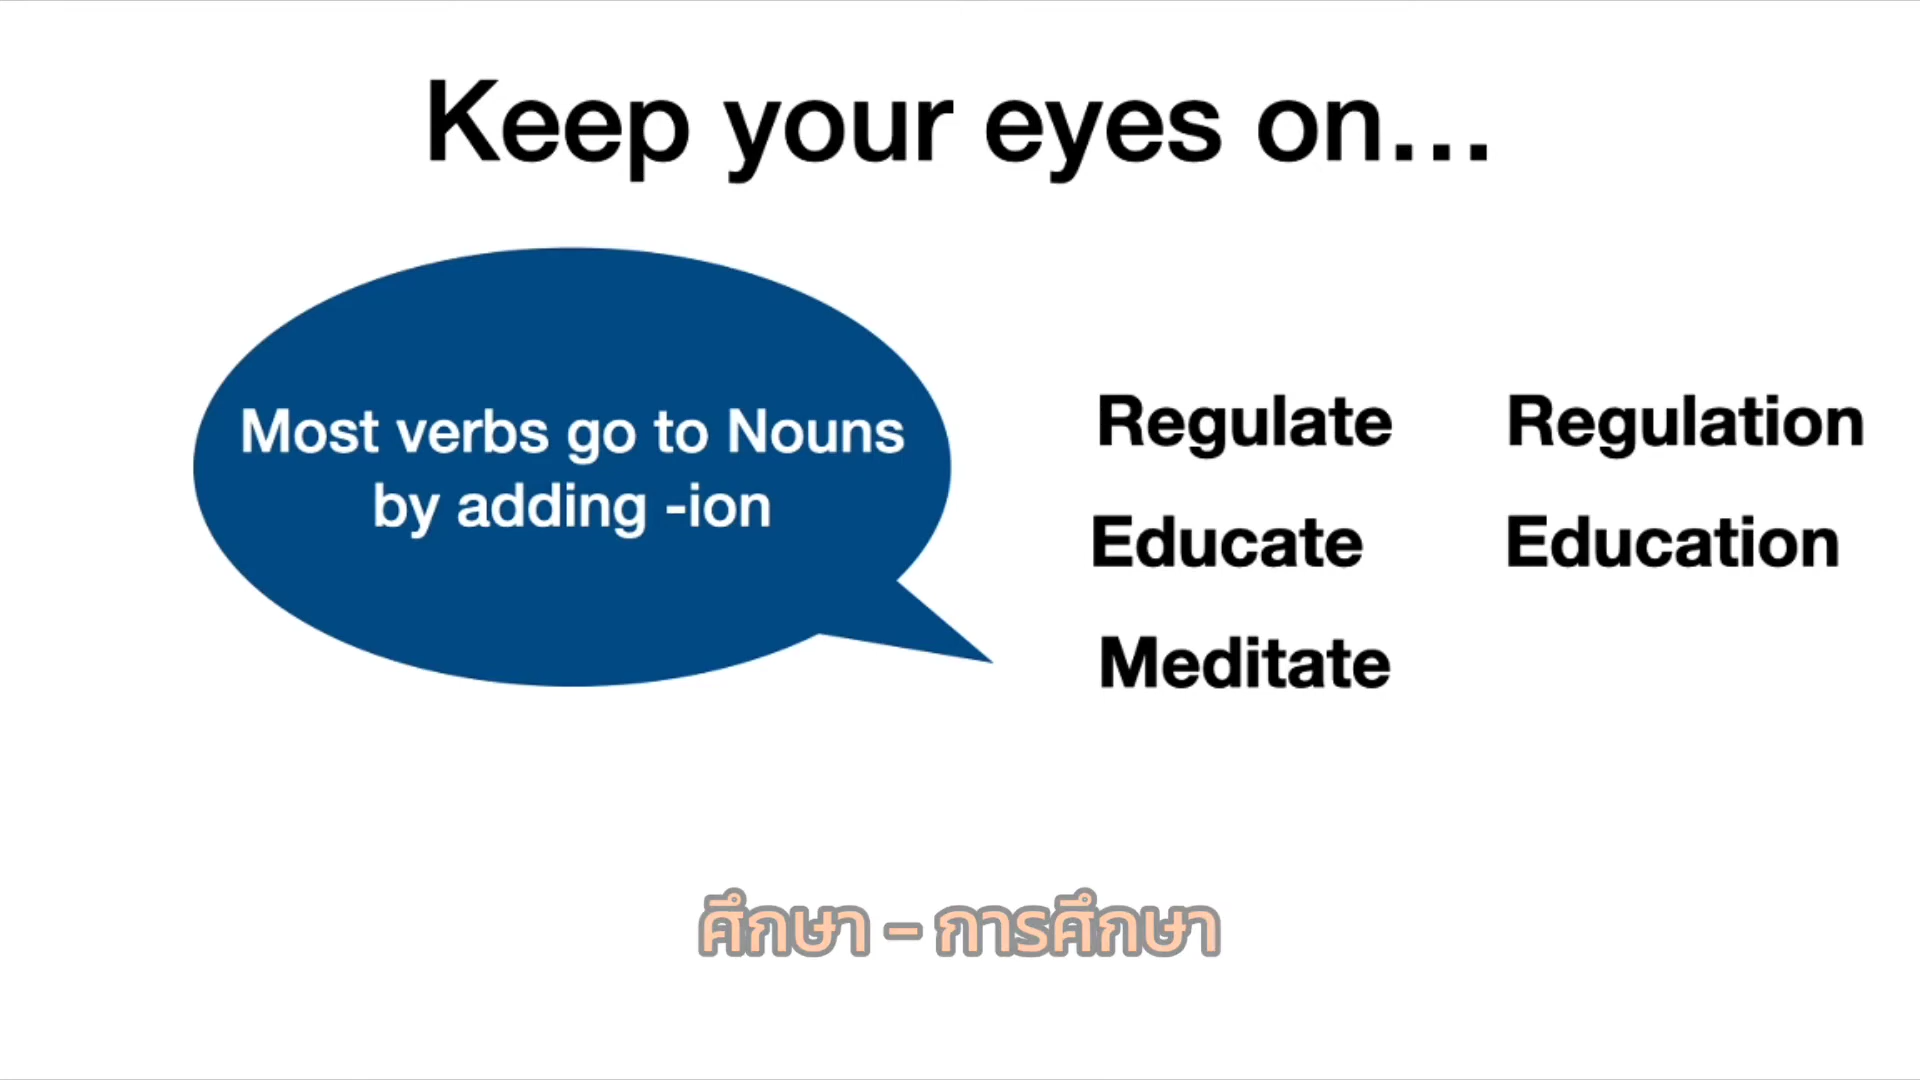 Keep your eyes on...
Most verbs go to Nouns
by adding -ion
Regulate Regulation
Educate Education
Meditate
ศึกษา – การศึกษา